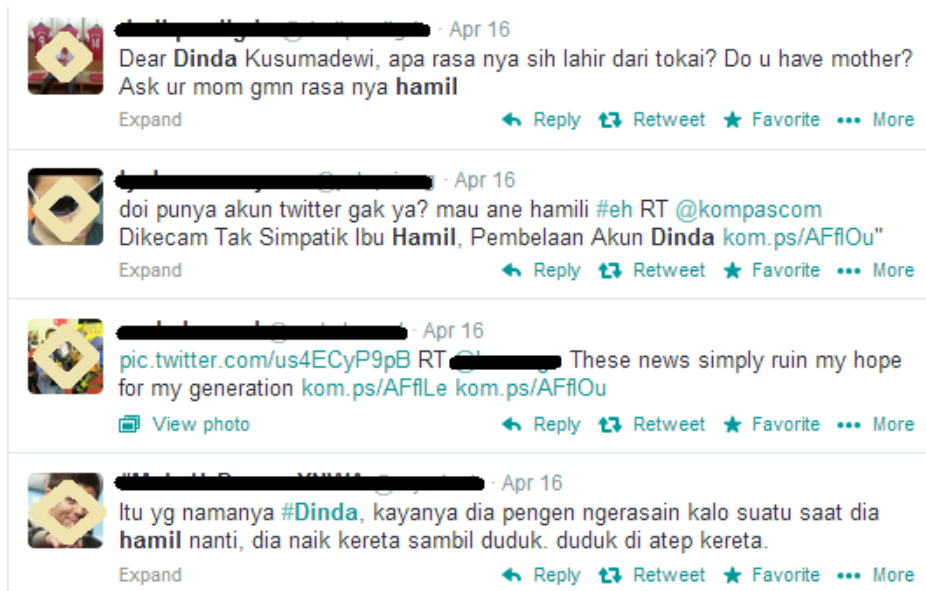 · Apr 16
Dear Dinda Kusumadewi, apa rasa nya sih lahir dari tokai? Do u have mother?
Ask ur mom gmn rasa nya hamil
Expand Reply Retweet Favorite More
· Apr 16
doi punya akun twitter gak ya? mau ane hamili #eh RT @kompascom
Dikecam Tak Simpatik Ibu Hamil, Pembelaan Akun Dinda kom.ps/AFflOu"
Expand Reply Retweet Favorite More
· Apr 16
pic.twitter.com/us4ECyP9pB RT These news simply ruin my hope
for my generation kom.ps/AFflLe kom.ps/AFflOu
View photo Reply Retweet Favorite More
· Apr 16
Itu yg namanya #Dinda, kayanya dia pengen ngerasain kalo suatu saat dia
hamil nanti, dia naik kereta sambil duduk. duduk di atep kereta.
Expand Reply Retweet Favorite More